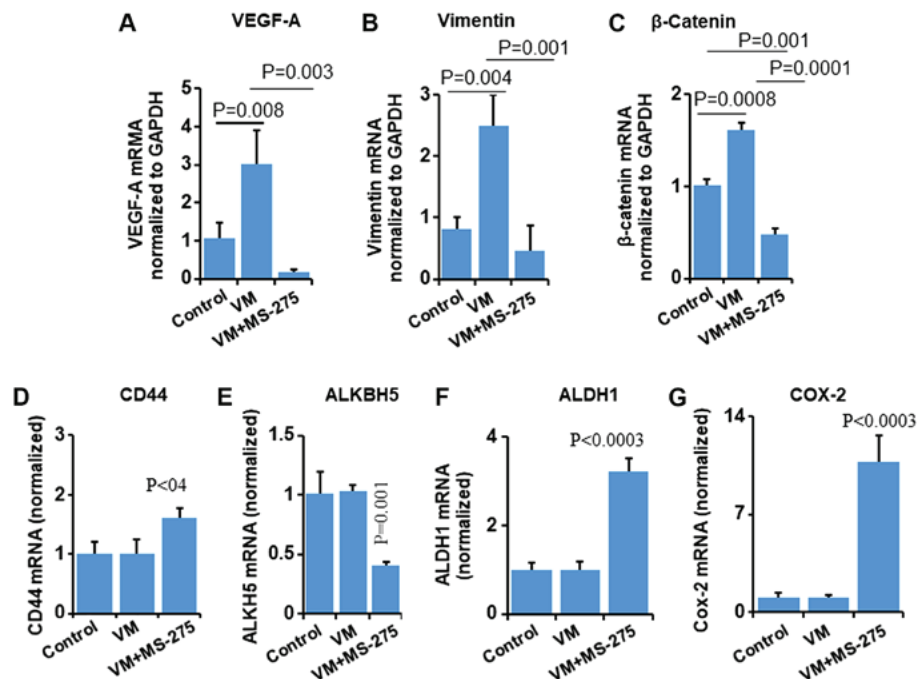 A VEGF-A
P=0.003
P=0.008
VEGF-A mRMA
normalized to GAPDH
5
4
3
2
1
0
Control
VM
VM+MS-275
B Vimentin
P=0.001
P=0.004
Vimentin mRNA
normalized to GAPDH
3
2
1
0
Control
VM
VM+MS-275
C β-Catenin
P=0.001
P=0.0001
P=0.0008
β-catenin mRNA
normalized to GAPDH
2
1
0
Control
VM
VM+MS-275
D CD44
P<04
CD44 mRNA (normalized)
3
2
1
0
Control
VM
VM+MS-275
E ALKBH5
P=0.001
ALKH5 mRNA (normalized)
1.5
1
0.5
0
Control
VM
VM+MS-275
F ALDH1
P<0.0003
ALDH1 mRNA
(normalized)
4
3
2
1
0
Control
VM
VM+MS-275
G COX-2
P<0.0003
Cox-2 mRNA (normalized)
14
7
0
Control
VM
VM+MS-275